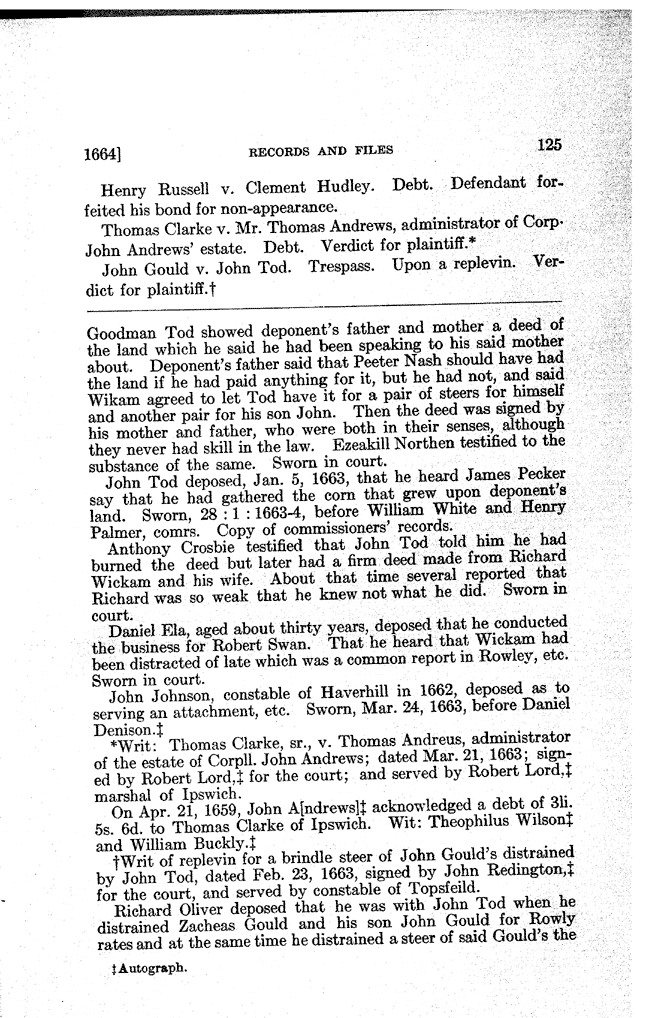 1664] RECORDS AND FILES 125
Henry Russell v. Clement Hudley. Debt. Defendant for-
feited his bond for non-appearance.
Thomas Clarke v. Mr. Thomas Andrews, administrator of Corp.
John Andrews' estate. Debt. Verdict for plaintiff.*
John Gould v. John Tod. Trespass. Upon a replevin. Ver-
dict for plaintiff.†
Goodman Tod showed deponent's father and mother a deed of
the land which he said he had been speaking to his said mother
about. Deponent's father said that Peeter Nash should have had
the land if he had paid anything for it, but he had not, and said
Wikam agreed to let Tod have it for a pair of steers for himself
and another pair for his son John. Then the deed was signed by
his mother and father, who were both in their senses, although
they never had skill in the law. Ezeakill Northen testified to the
substance of the same. Sworn in court.
John Tod deposed, Jan. 5, 1663, that he heard James Pecker
say that he had gathered the corn that grew upon deponent's
land. Sworn, 28 : 1 : 1663-4, before William White and Henry
Palmer, comrs. Copy of commissioners' records.
Anthony Crosbie testified that John Tod told him he had
burned the deed but later had a firm deed made from Richard
Wickam and his wife. About that time several reported that
Richard was so weak that he knew not what he did. Sworn in
court.
Daniel Ela, aged about thirty years, deposed that he conducted
the business for Robert Swan. That he heard that Wickam had
been distracted of late which was a common report in Rowley, etc.
Sworn in court.
John Johnson, constable of Haverhill in 1662, deposed as to
serving an attachment, etc. Sworn, Mar. 24, 1663, before Daniel
Denison.‡
*Writ: Thomas Clarke, sr., v. Thomas Andreus, administrator
of the estate of Corpll. John Andrews; dated Mar. 21, 1663; sign-
ed by Robert Lord,‡ for the court; and served by Robert Lord,‡
marshal of Ipswich.
On Apr. 21, 1659, John A[ndrews]‡ acknowledged a debt of 3li.
5s. 6d. to Thomas Clarke of Ipswich. Wit: Theophilus Wilson‡
and William Buckly.‡
†Writ of replevin for a brindle steer of John Gould's distrained
by John Tod, dated Feb. 23, 1663, signed by John Redington,‡
for the court, and served by constable of Topsfeild.
Richard Oliver deposed that he was with John Tod when he
distrained Zacheas Gould and his son John Gould for Rowly
rates and at the same time he distrained a steer of said Gould's the
‡Autograph.